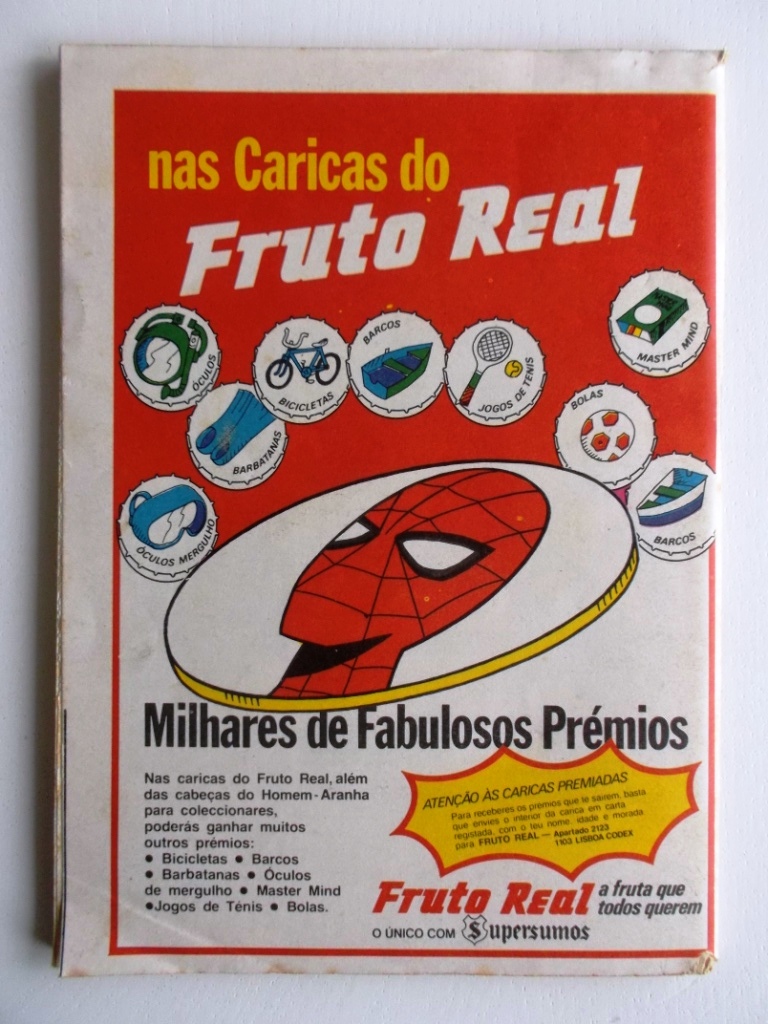 nas Caricas do
Fruto Real
ÓCULOS
BICICLETAS
BARCOS
JOGOS DE TENIS
MASTER MIND
BARBATANAS
BOLAS
ÓCULOS MERGULHO
BARCOS
Milhares de Fabulosos Prémios
Nas caricas do Fruto Real, além
das cabeças do Homem-Aranha
para coleccionares,
poderás ganhar muitos
outros prémios:
● Bicicletas ● Barcos
● Barbatanas ● Óculos
de mergulho ● Master Mind
●Jogos de Ténis ● Bolas.
ATENÇÃO ÀS CARICAS PREMIADAS
Para receberes os prémios que te saírem, basta
que envies o interior da carica em carta
registada, com o teu nome, idade e morada
para FRUTO REAL — Apartado 2123
1103 LISBOA CODEX
Fruto Real a fruta que
todos querem
O ÚNICO COM Supersumos